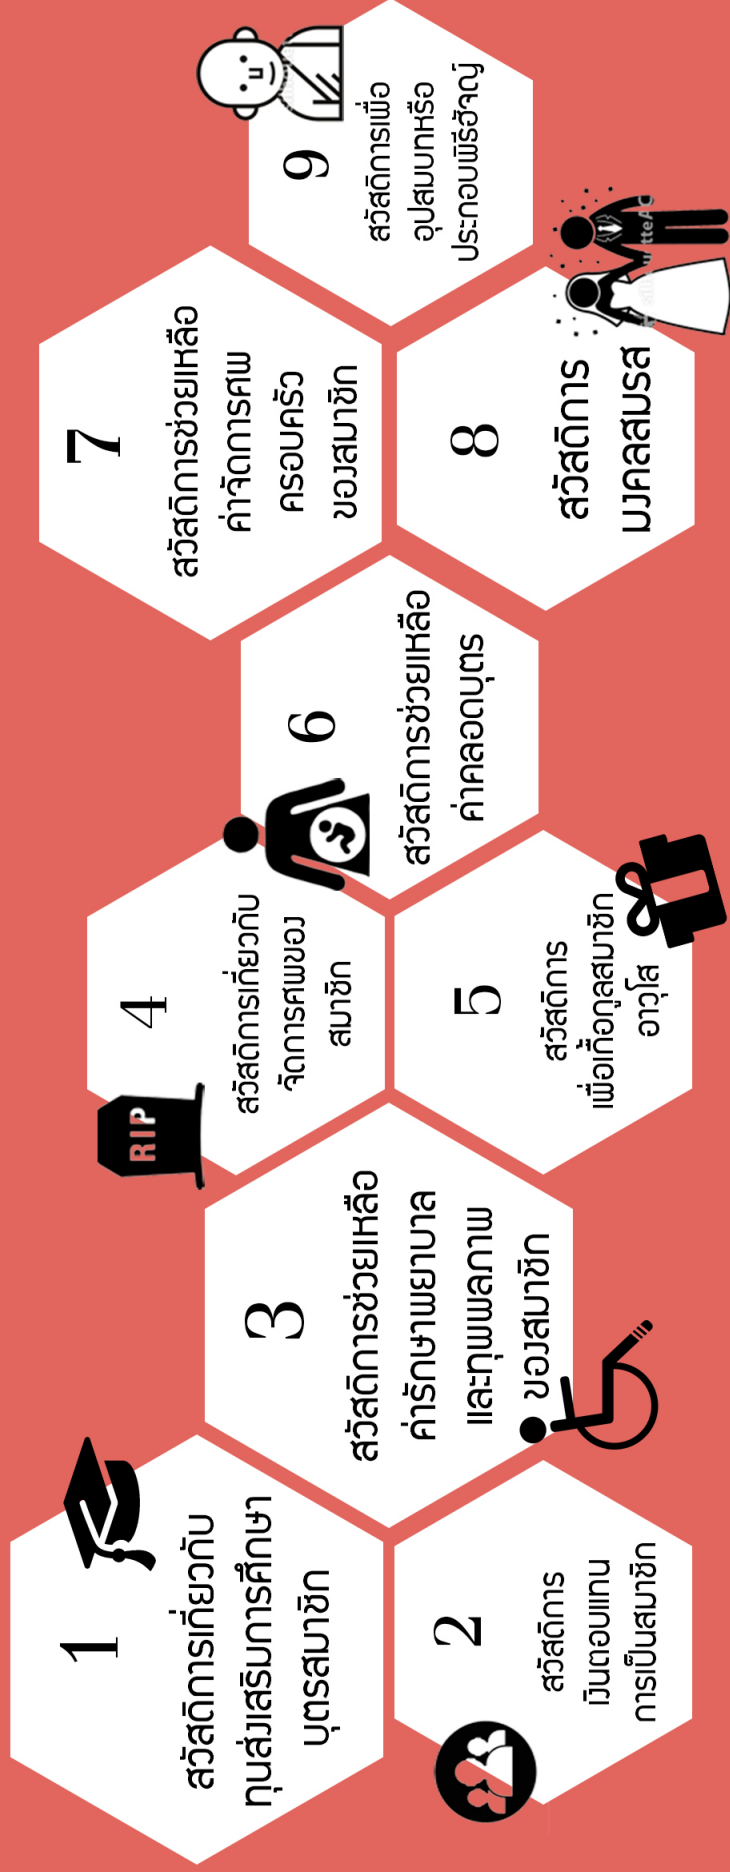 1
สวัสดิการเกี่ยวกับ
ทุนส่งเสริมการศึกษา
บุตรสมาชิก
2
สวัสดิการ
เงินตอบแทน
การเป็นสมาชิก
3
สวัสดิการช่วยเหลือ
ค่ารักษาพยาบาล
และทุพพลภาพ
ของสมาชิก
RIP
4
สวัสดิการเกี่ยวกับ
จัดการศพของ
สมาชิก
5
สวัสดิการ
เพื่อเกื้อกูลสมาชิก
อาวุโส
6
สวัสดิการช่วยเหลือ
ค่าคลอดบุตร
7
สวัสดิการช่วยเหลือ
ค่าจัดการศพ
ครอบครัว
ของสมาชิก
8
สวัสดิการ
มงคลสมรส
9
สวัสดิการเพื่อ
อุปสมบทหรือ
ประกอบพิธีฮัจญ์